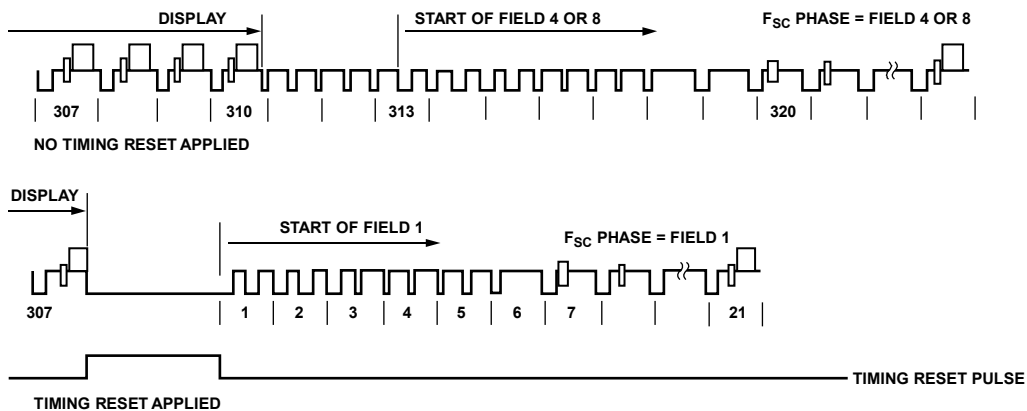 DISPLAY START OF FIELD 4 OR 8 FSC PHASE = FIELD 4 OR 8
307 310 313 320
NO TIMING RESET APPLIED
DISPLAY
START OF FIELD 1 FSC PHASE = FIELD 1
307 1 2 3 4 5 6 7 21
TIMING RESET PULSE
TIMING RESET APPLIED